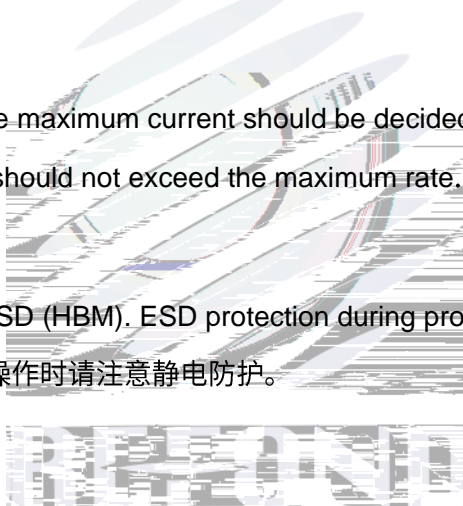 e maximum current should be decided
should not exceed the maximum rate.
SD (HBM). ESD protection during pro
操作时请注意静电防护。